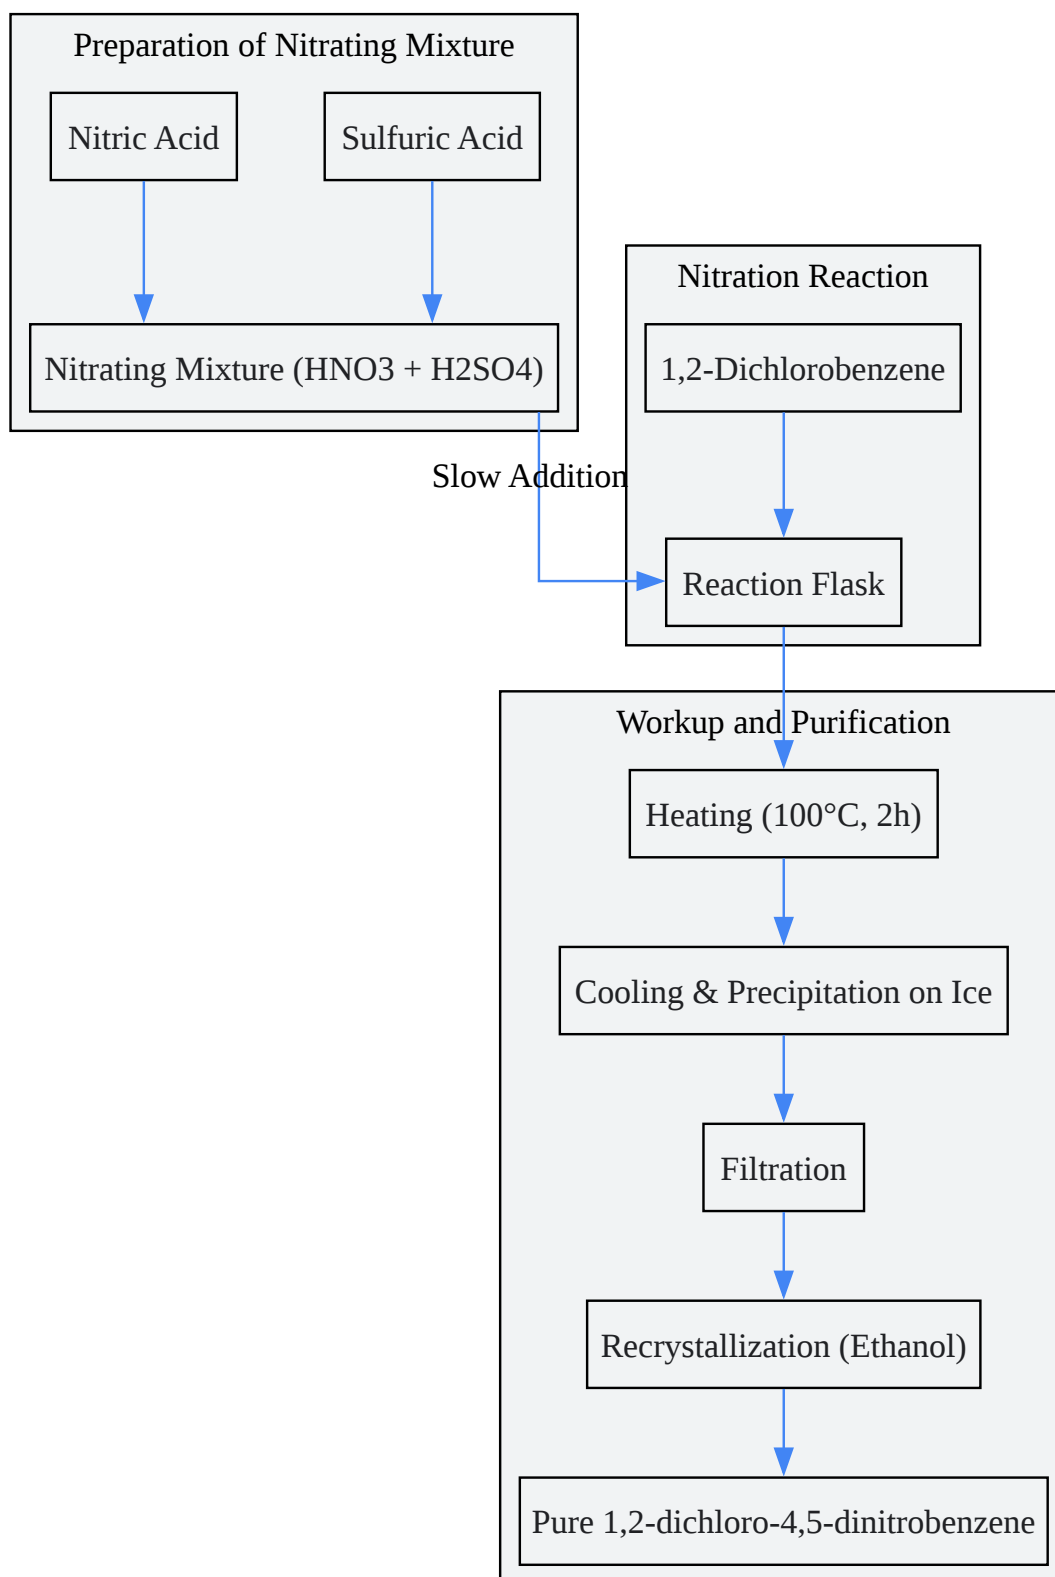 Preparation of Nitrating Mixture
Nitric Acid
Sulfuric Acid
Nitrating Mixture (HNO3 + H2SO4)
Slow Addition
Nitration Reaction
1,2-Dichlorobenzene
Reaction Flask
Workup and Purification
Heating (100°C, 2h)
Cooling & Precipitation on Ice
Filtration
Recrystallization (Ethanol)
Pure 1,2-dichloro-4,5-dinitrobenzene